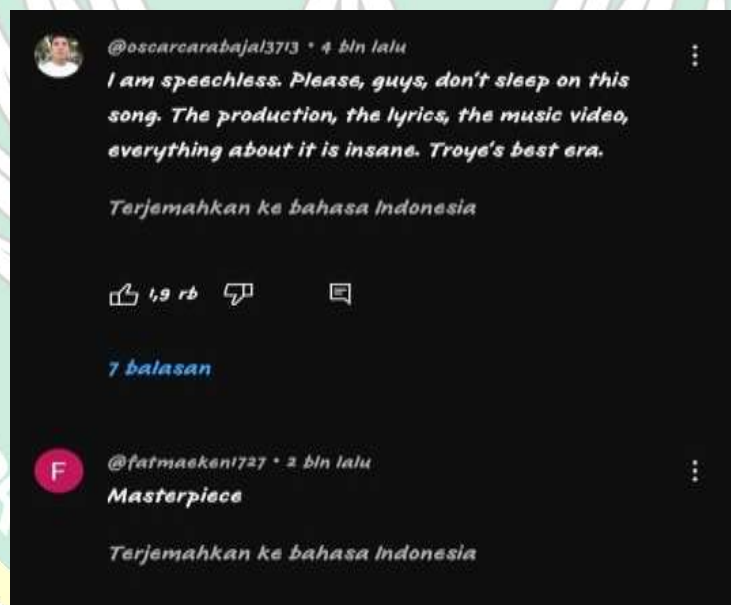 @oscarcarabajal3713 • 4 bln lalu
I am speechless. Please, guys, don't sleep on this
song. The production, the lyrics, the music video,
everything about it is insane. Troye's best era.
Terjemahkan ke bahasa Indonesia
1,9 rb
7 balasan
F
@fatmaeken1727 • 2 bln lalu
Masterpiece
Terjemahkan ke bahasa Indonesia